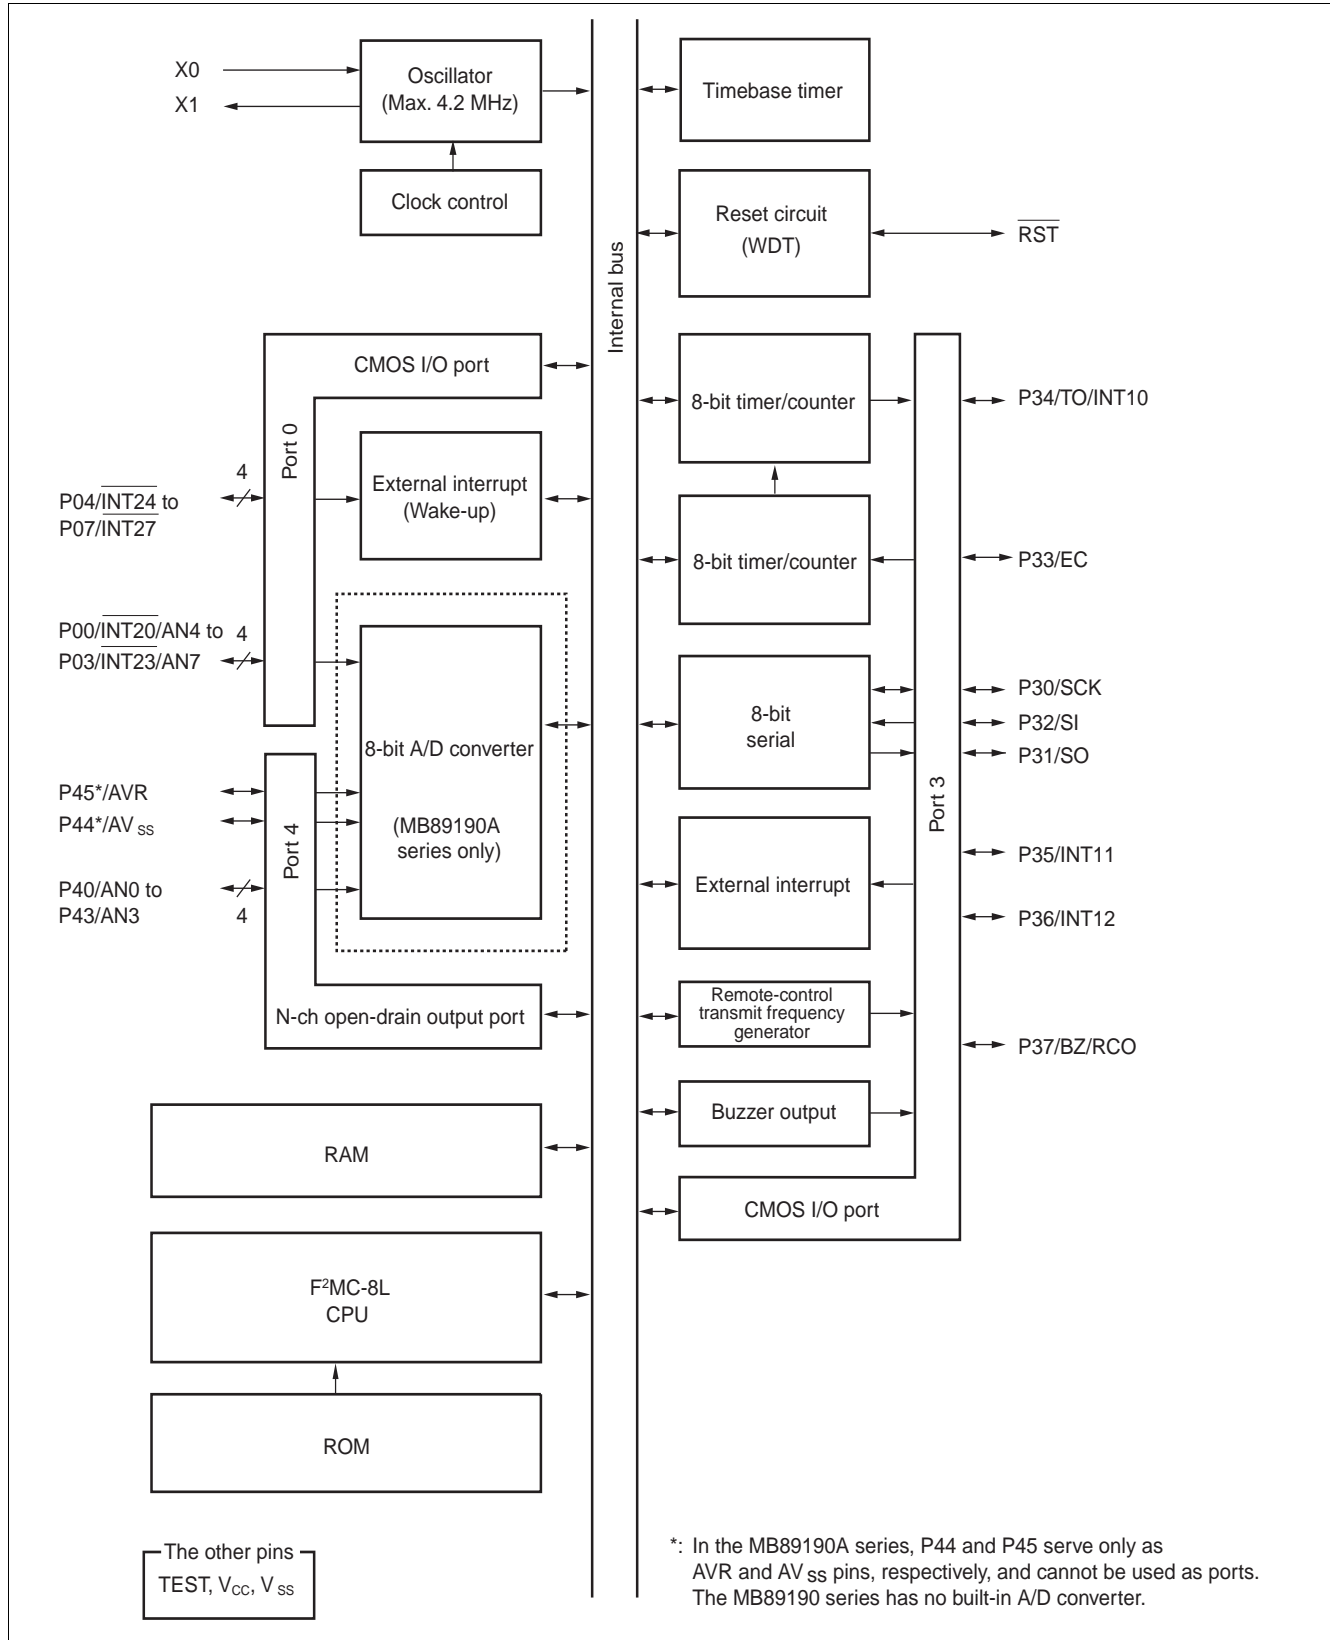 X0
X1
Oscillator
(Max. 4.2 MHz)
Clock control
CMOS I/O port
Port 0
4
P04/INT24 to
P07/INT27
External interrupt
(Wake-up)
P00/INT20/AN4 to
4
P03/INT23/AN7
8-bit A/D converter
(MB89190A
series only)
P45*/AVR
P44*/AV SS
Port 4
P40/AN0 to
P43/AN3
4
N-ch open-drain output port
RAM
F²MC-8L
CPU
ROM
The other pins
TEST, VCC, V SS
Internal bus
Timebase timer
Reset circuit
(WDT)
RST
8-bit timer/counter
P34/TO/INT10
8-bit timer/counter
P33/EC
8-bit
serial
P30/SCK
P32/SI
P31/SO
Port 3
External interrupt
P35/INT11
P36/INT12
Remote-control
transmit frequency
generator
P37/BZ/RCO
Buzzer output
CMOS I/O port
*: In the MB89190A series, P44 and P45 serve only as
AVR and AV SS pins, respectively, and cannot be used as ports.
The MB89190 series has no built-in A/D converter.